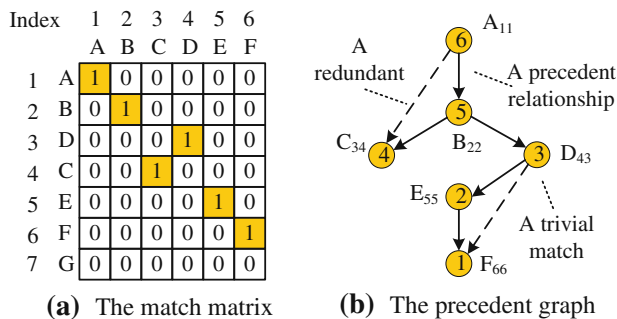 Index 1 2 3 4 5 6
A B C D E F
1 A 1 0 0 0 0 0
2 B 0 1 0 0 0 0
3 D 0 0 0 1 0 0
4 C 0 0 1 0 0 0
5 E 0 0 0 0 1 0
6 F 0 0 0 0 0 1
7 G 0 0 0 0 0 0
(a) The match matrix
6 A₁₁
A redundant
A precedent relationship
5 B₂₂
C₃₄ 4
3 D₄₃
E₅₅ 2
A trivial match
1 F₆₆
(b) The precedent graph